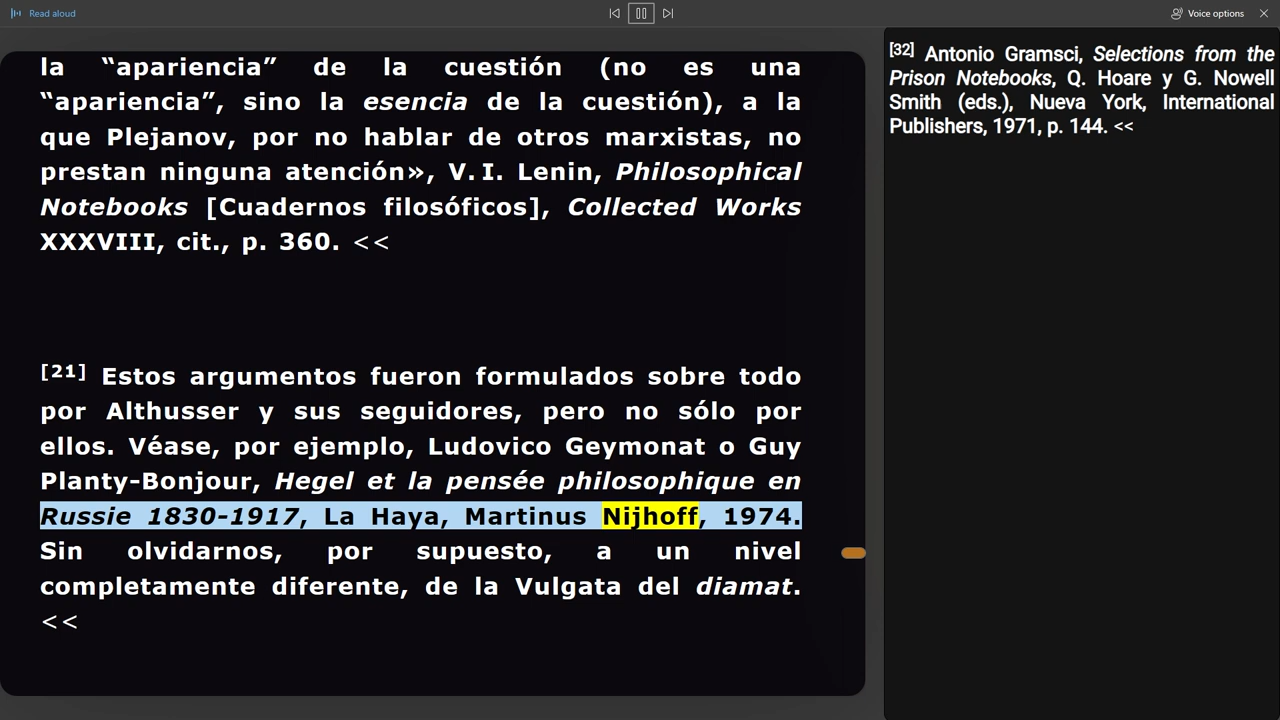 Read aloud
Voice options
la “apariencia” de la cuestión (no es una
“apariencia”, sino la esencia de la cuestión), a la
que Plejanov, por no hablar de otros marxistas, no
prestan ninguna atención», V. I. Lenin, Philosophical
Notebooks [Cuadernos filosóficos], Collected Works
XXXVIII, cit., p. 360. <<
[21] Estos argumentos fueron formulados sobre todo
por Althusser y sus seguidores, pero no sólo por
ellos. Véase, por ejemplo, Ludovico Geymonat o Guy
Planty-Bonjour, Hegel et la pensée philosophique en
Russie 1830-1917, La Haya, Martinus Nijhoff, 1974.
Sin olvidarnos, por supuesto, a un nivel
completamente diferente, de la Vulgata del diamat.
<<
[32] Antonio Gramsci, Selections from the
Prison Notebooks, Q. Hoare y G. Nowell
Smith (eds.), Nueva York, International
Publishers, 1971, p. 144. <<